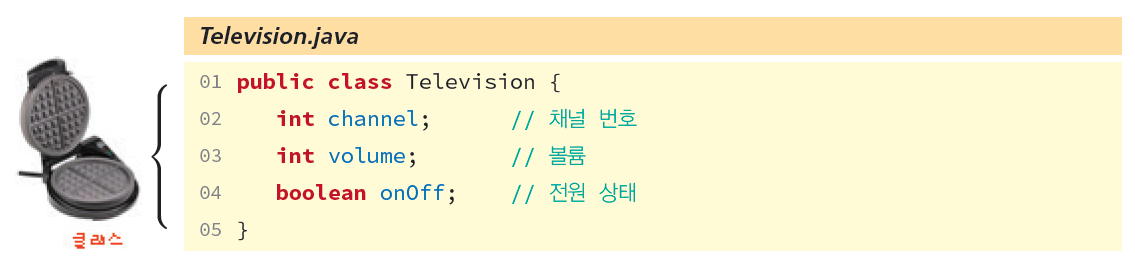 Television.java
01 public class Television {
02 int channel; // 채널 번호
03 int volume; // 볼륨
04 boolean onOff; // 전원 상태
05 }
클래스